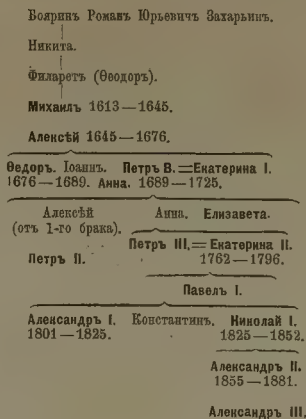 Бояринъ Романъ Юрьевичъ Захарьинъ.
Никита.
Филаретъ (Ѳеодоръ).
Михаилъ 1613—1645.
Алексѣй 1645—1676.
Ѳедоръ. Іоаннъ. Петръ В.=Екатерина I.
1676—1689. Анна. 1689—1725.
Алексѣй Анна. Елизавета.
(отъ 1-го брака).
Петръ III,=Екатерина II.
Петръ II. 1762—1796.
Павелъ I.
Александръ I. Константинъ. Николай I.
1801—1825. 1825—1852.
Александръ II.
1855—1881.
Александръ III.